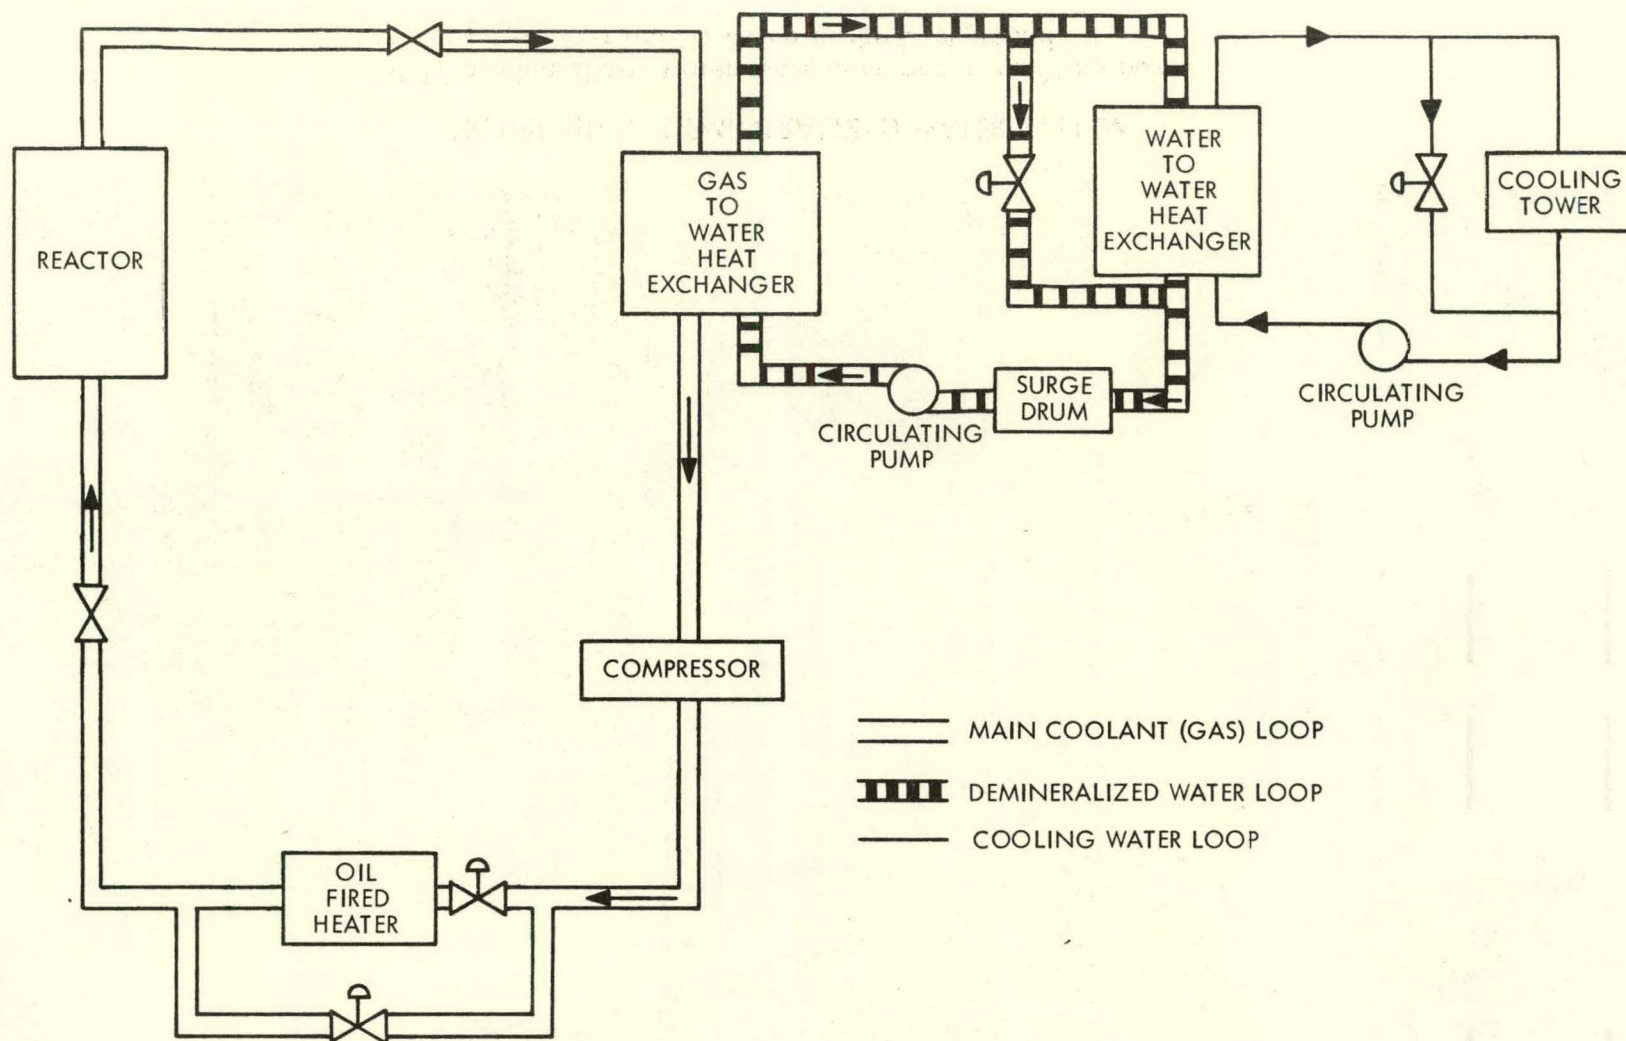 REACTOR
GAS
TO
WATER
HEAT
EXCHANGER
WATER
TO
WATER
HEAT
EXCHANGER
COOLING
TOWER
CIRCULATING
PUMP
SURGE
DRUM
CIRCULATING
PUMP
COMPRESSOR
MAIN COOLANT (GAS) LOOP
DEMINERALIZED WATER LOOP
COOLING WATER LOOP
OIL
FIRED
HEATER